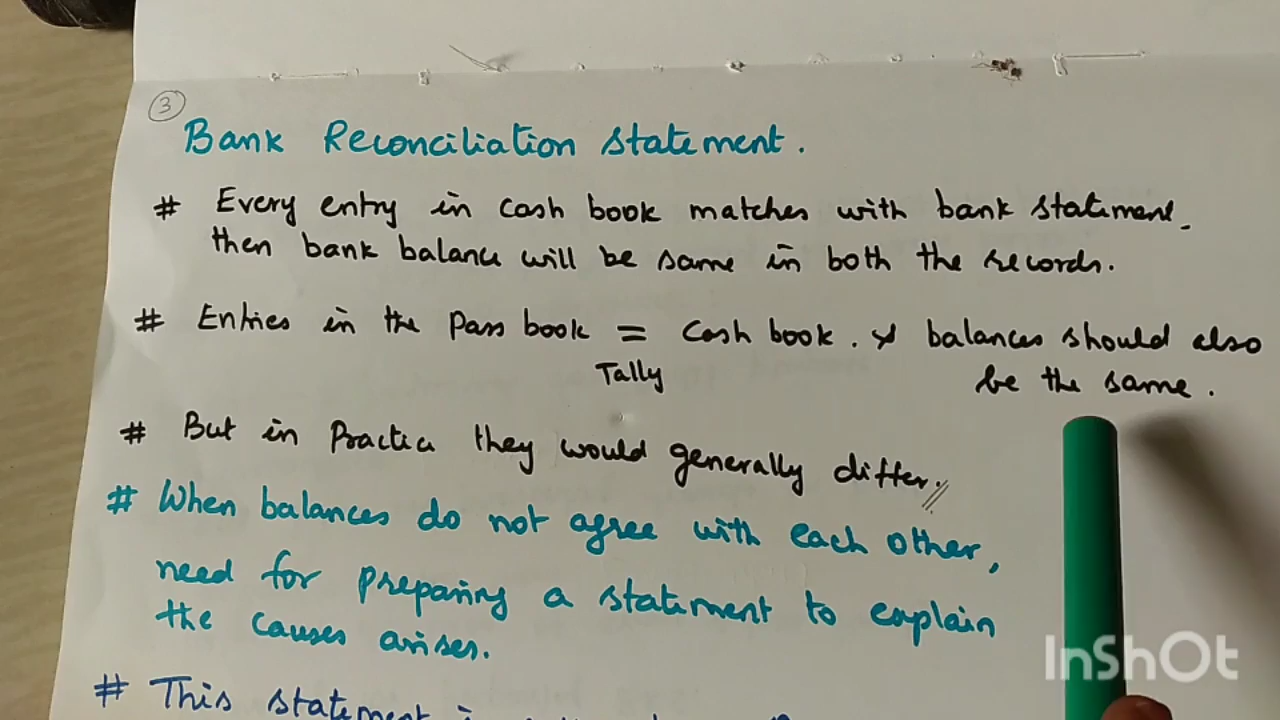 3
Bank Reconciliation Statement.
# Every entry in cash book matches with bank statement.
then bank balance will be same in both the records.
# Entries in the Pass book = Cash book. & balances should also
Tally
be the same.
# But in Practice they would generally differ.
# When balances do not agree with each other,
need for preparing a statement to explain
the causes arises.
# This statement is
InShOt